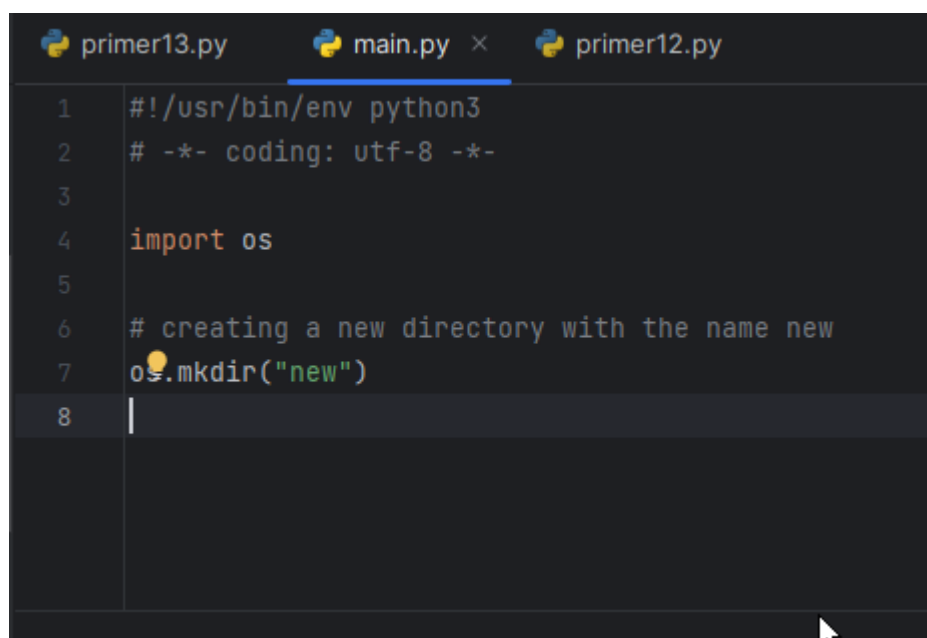 primer13.py main.py × primer12.py
1 #!/usr/bin/env python3
2 # -*- coding: utf-8 -*-
3
4 import os
5
6 # creating a new directory with the name new
7 os.mkdir("new")
8